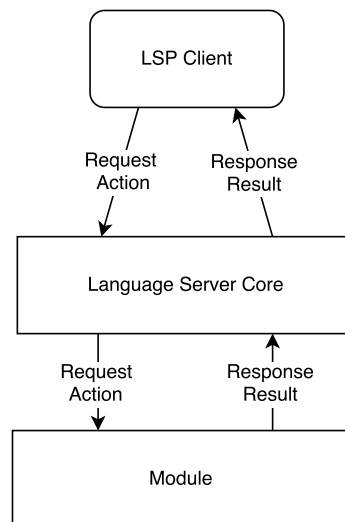 LSP Client
Request
Action
Response
Result
Language Server Core
Request
Action
Response
Result
Module